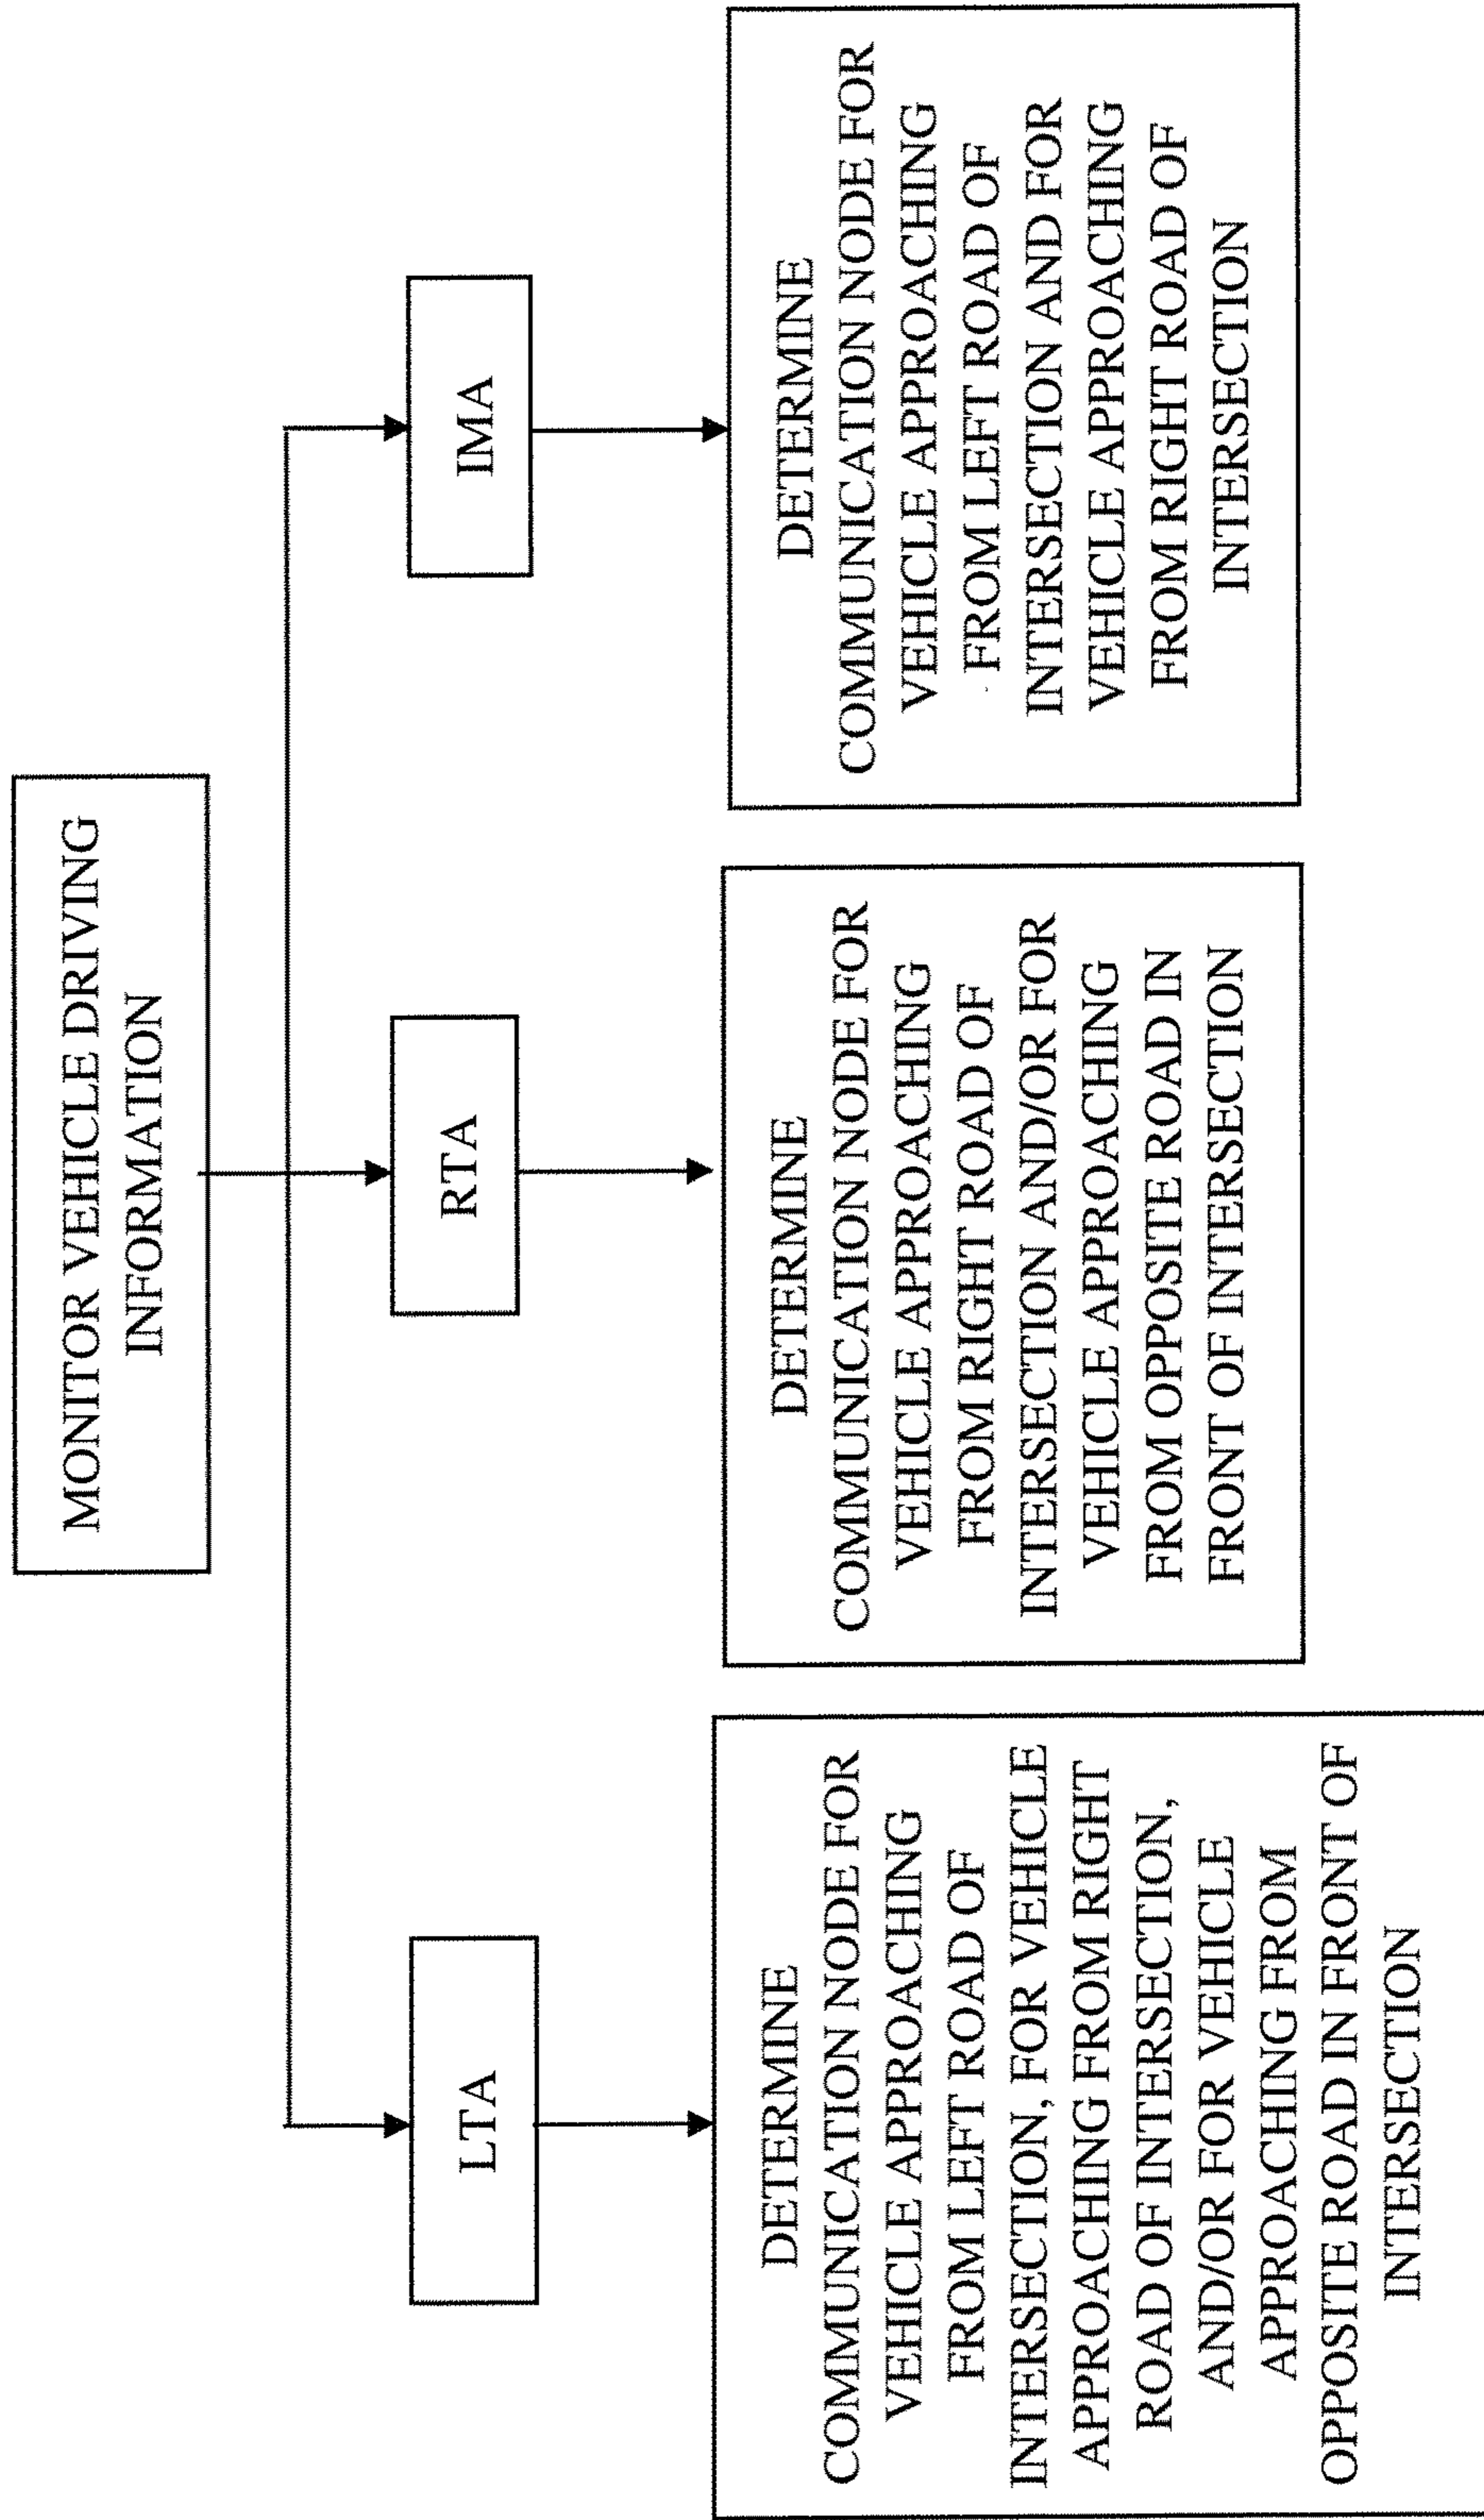 MONITOR VEHICLE DRIVING
INFORMATION
LTA
RTA
IMA
DETERMINE
COMMUNICATION NODE FOR
VEHICLE APPROACHING
FROM LEFT ROAD OF
INTERSECTION, FOR VEHICLE
APPROACHING FROM RIGHT
ROAD OF INTERSECTION,
AND/OR FOR VEHICLE
APPROACHING FROM
OPPOSITE ROAD IN FRONT OF
INTERSECTION
DETERMINE
COMMUNICATION NODE FOR
VEHICLE APPROACHING
FROM RIGHT ROAD OF
INTERSECTION AND/OR FOR
VEHICLE APPROACHING
FROM OPPOSITE ROAD IN
FRONT OF INTERSECTION
DETERMINE
COMMUNICATION NODE FOR
VEHICLE APPROACHING
FROM LEFT ROAD OF
INTERSECTION AND FOR
VEHICLE APPROACHING
FROM RIGHT ROAD OF
INTERSECTION